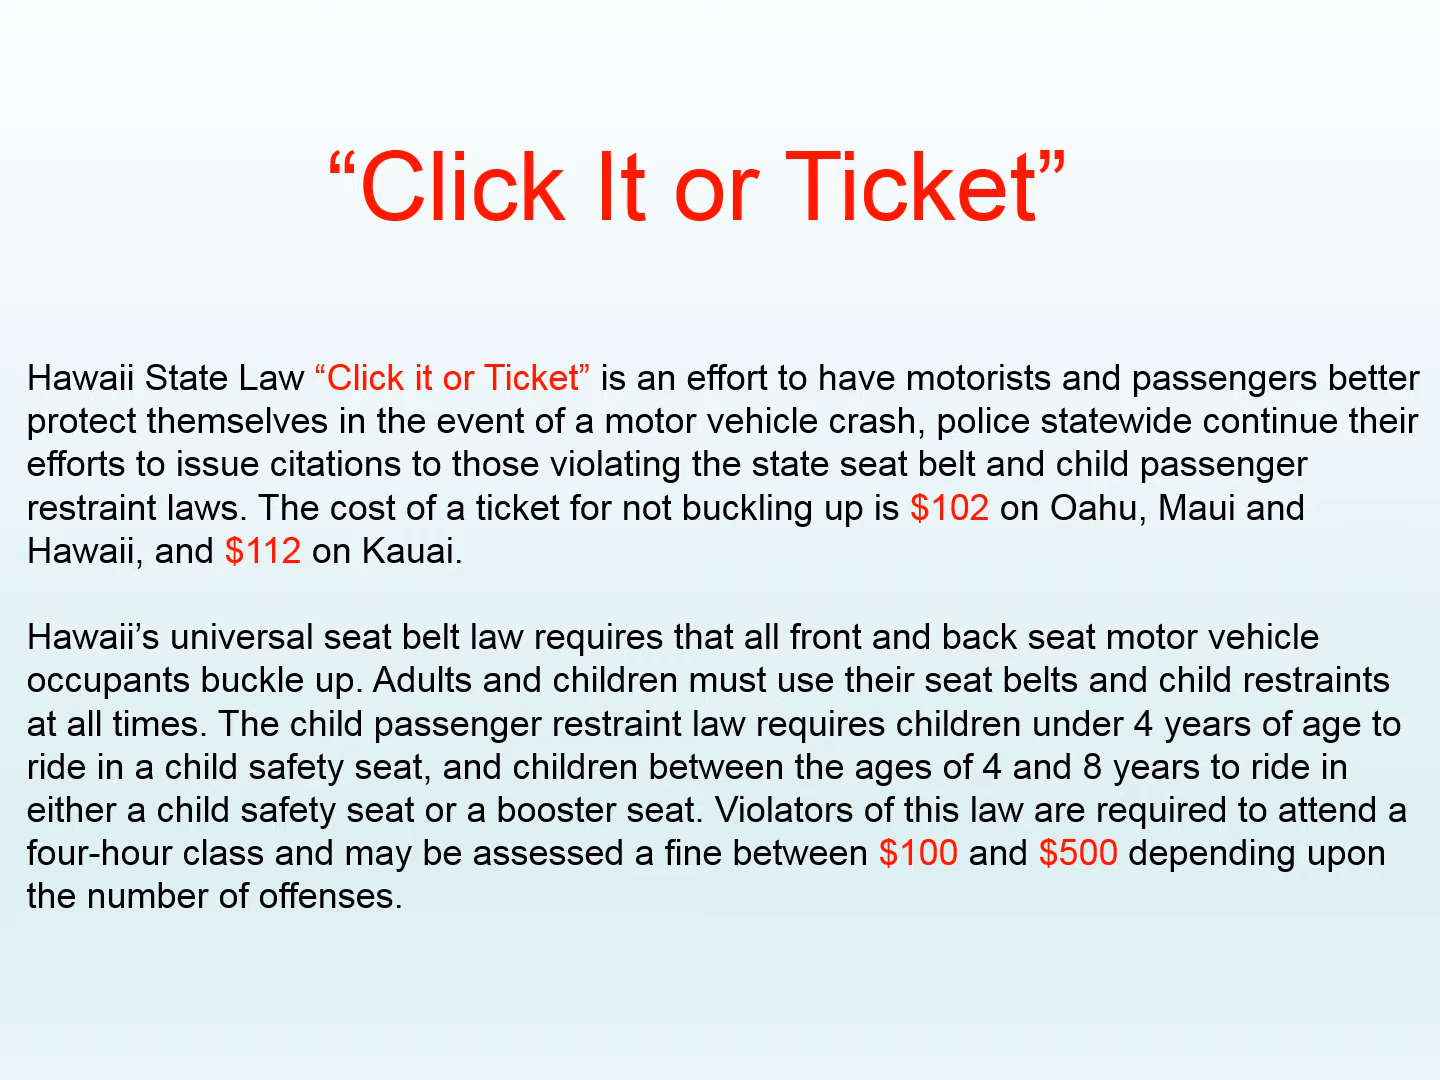 “Click It or Ticket”
Hawaii State Law “Click it or Ticket” is an effort to have motorists and passengers better
protect themselves in the event of a motor vehicle crash, police statewide continue their
efforts to issue citations to those violating the state seat belt and child passenger
restraint laws. The cost of a ticket for not buckling up is $102 on Oahu, Maui and
Hawaii, and $112 on Kauai.
Hawaii’s universal seat belt law requires that all front and back seat motor vehicle
occupants buckle up. Adults and children must use their seat belts and child restraints
at all times. The child passenger restraint law requires children under 4 years of age to
ride in a child safety seat, and children between the ages of 4 and 8 years to ride in
either a child safety seat or a booster seat. Violators of this law are required to attend a
four-hour class and may be assessed a fine between $100 and $500 depending upon
the number of offenses.